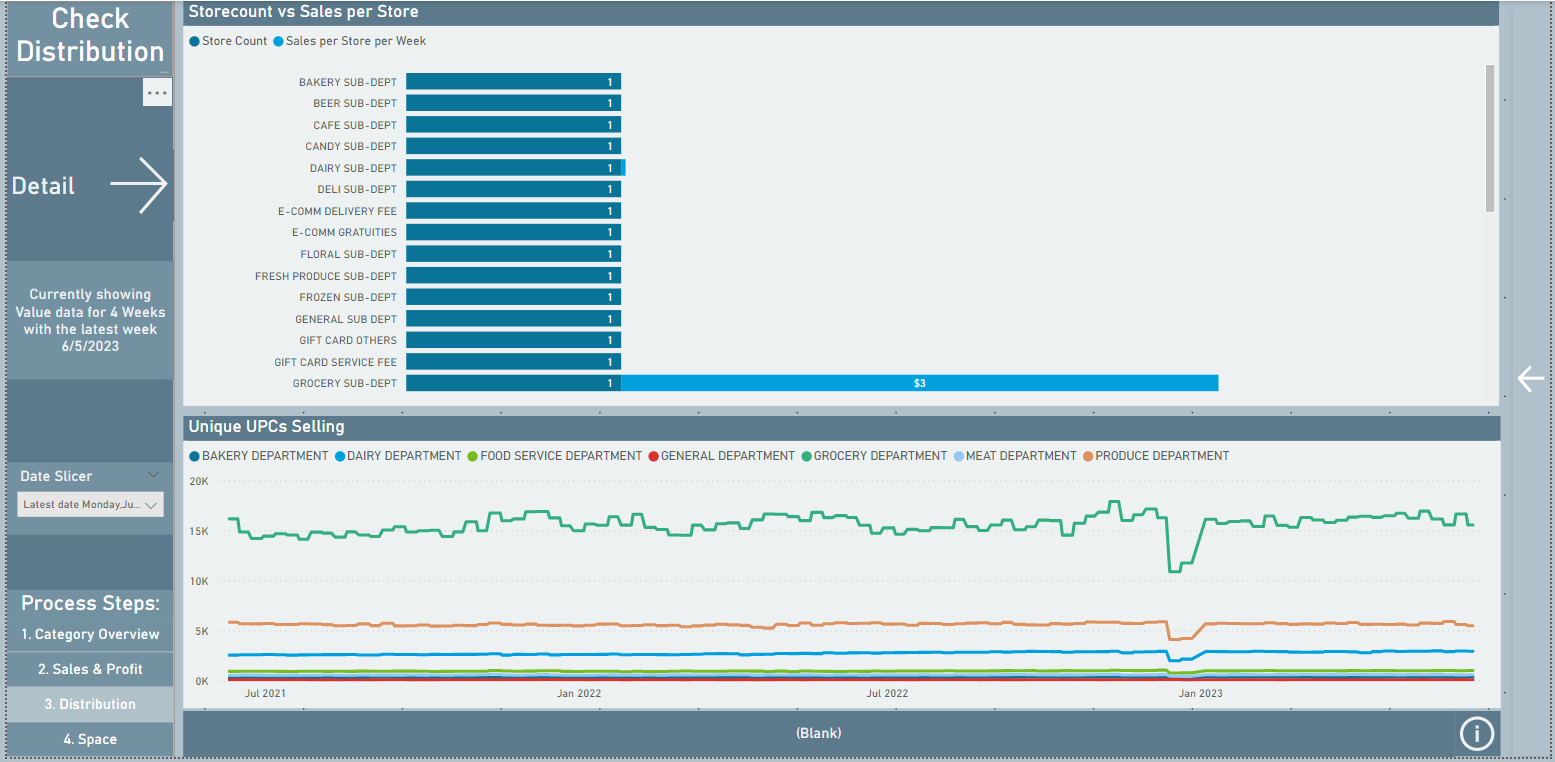 Check
Distribution
...
Detail
Currently showing
Value data for 4 Weeks
with the latest week
6/5/2023
Date Slicer
Latest date Monday,Ju...
Process Steps:
1. Category Overview
2. Sales & Profit
3. Distribution
4. Space
Storecount vs Sales per Store
Store Count Sales per Store per Week
BAKERY SUB-DEPT 1
BEER SUB-DEPT 1
CAFE SUB-DEPT 1
CANDY SUB-DEPT 1
DAIRY SUB-DEPT 1
DELI SUB-DEPT 1
E-COMM DELIVERY FEE 1
E-COMM GRATUITIES 1
FLORAL SUB-DEPT 1
FRESH PRODUCE SUB-DEPT 1
FROZEN SUB-DEPT 1
GENERAL SUB DEPT 1
GIFT CARD OTHERS 1
GIFT CARD SERVICE FEE 1
GROCERY SUB-DEPT 1 $3
Unique UPCs Selling
BAKERY DEPARTMENT DAIRY DEPARTMENT FOOD SERVICE DEPARTMENT GENERAL DEPARTMENT GROCERY DEPARTMENT MEAT DEPARTMENT PRODUCE DEPARTMENT
20K
15K
10K
5K
0K
Jul 2021 Jan 2022 Jul 2022 Jan 2023
(Blank)
i